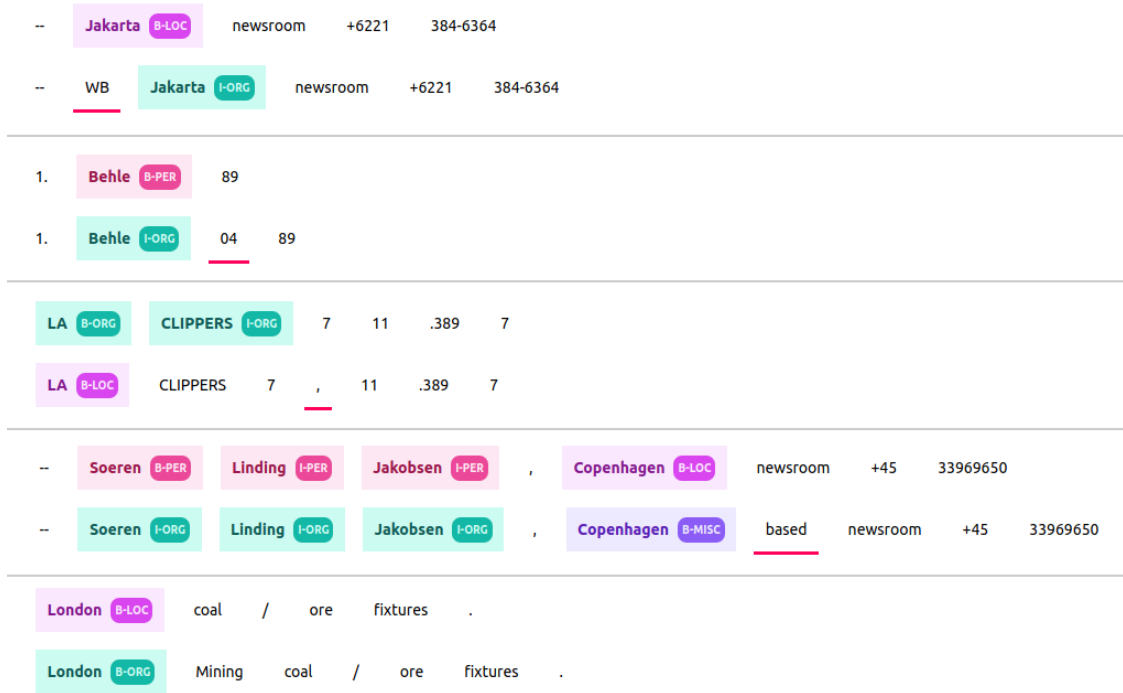 -- Jakarta B-LOC newsroom +6221 384-6364
-- WB Jakarta I-ORG newsroom +6221 384-6364
1. Behle B-PER 89
1. Behle I-ORG 04 89
LA B-ORG CLIPPERS I-ORG 7 11 .389 7
LA B-LOC CLIPPERS 7 , 11 .389 7
-- Soeren B-PER Linding I-PER Jakobsen I-PER , Copenhagen B-LOC newsroom +45 33969650
-- Soeren I-ORG Linding I-ORG Jakobsen I-ORG , Copenhagen B-MISC based newsroom +45 33969650
London B-LOC coal / ore fixtures .
London B-ORG Mining coal / ore fixtures .